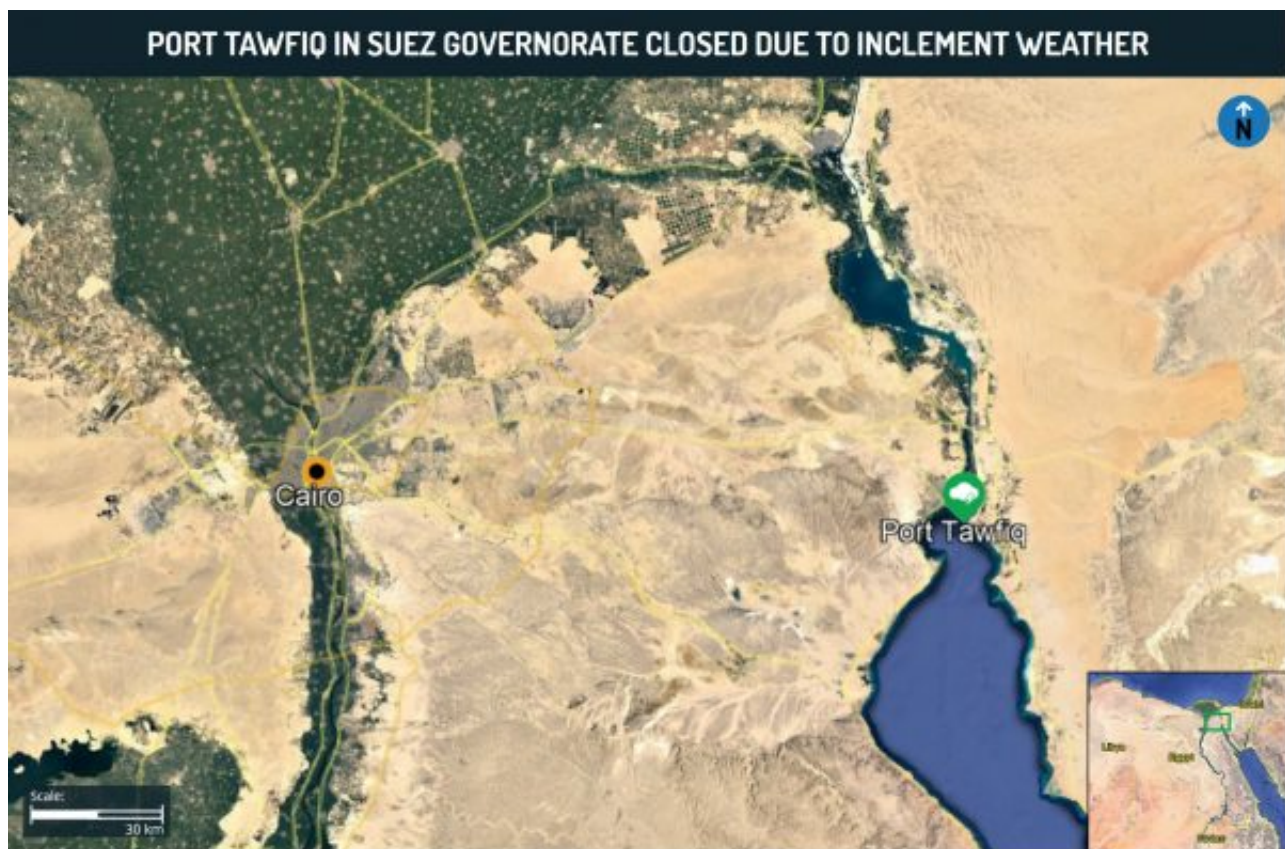 PORT TAWFIQ IN SUEZ GOVERNORATE CLOSED DUE TO INCLEMENT WEATHER
N
Cairo
Port Tawfiq
Scale:
30 km
Libya
Egypt